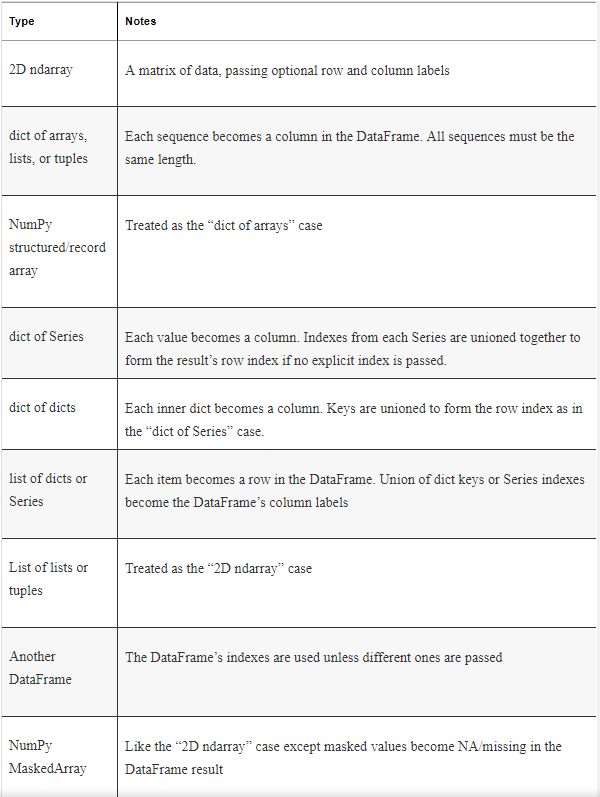 Type Notes
2D ndarray A matrix of data, passing optional row and column labels
dict of arrays, Each sequence becomes a column in the DataFrame. All sequences must be the
lists, or tuples same length.
NumPy Treated as the “dict of arrays” case
structured/record
array
dict of Series Each value becomes a column. Indexes from each Series are unioned together to
form the result’s row index if no explicit index is passed.
dict of dicts Each inner dict becomes a column. Keys are unioned to form the row index as in
the “dict of Series” case.
list of dicts or Each item becomes a row in the DataFrame. Union of dict keys or Series indexes
Series become the DataFrame’s column labels
List of lists or Treated as the “2D ndarray” case
tuples
Another The DataFrame’s indexes are used unless different ones are passed
DataFrame
NumPy Like the “2D ndarray” case except masked values become NA/missing in the
MaskedArray DataFrame result